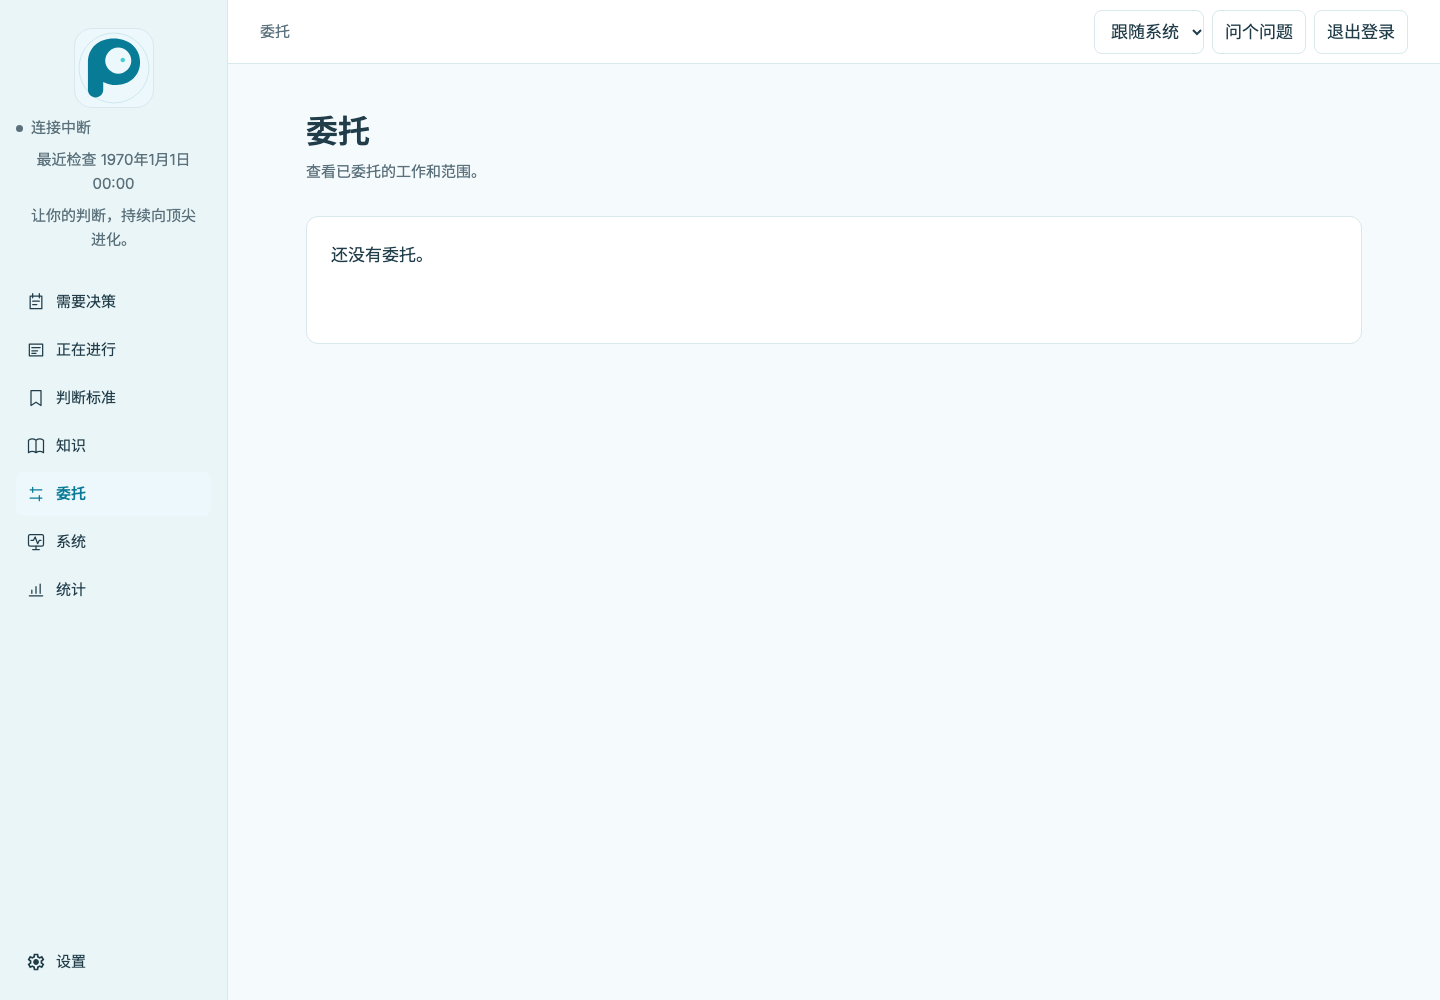 连接中断
最近检查 1970年1月1日
00:00
让你的判断，持续向顶尖
进化。
需要决策
正在进行
判断标准
知识
委托
系统
统计
设置
委托
跟随系统
问个问题
退出登录
委托
查看已委托的工作和范围。
还没有委托。